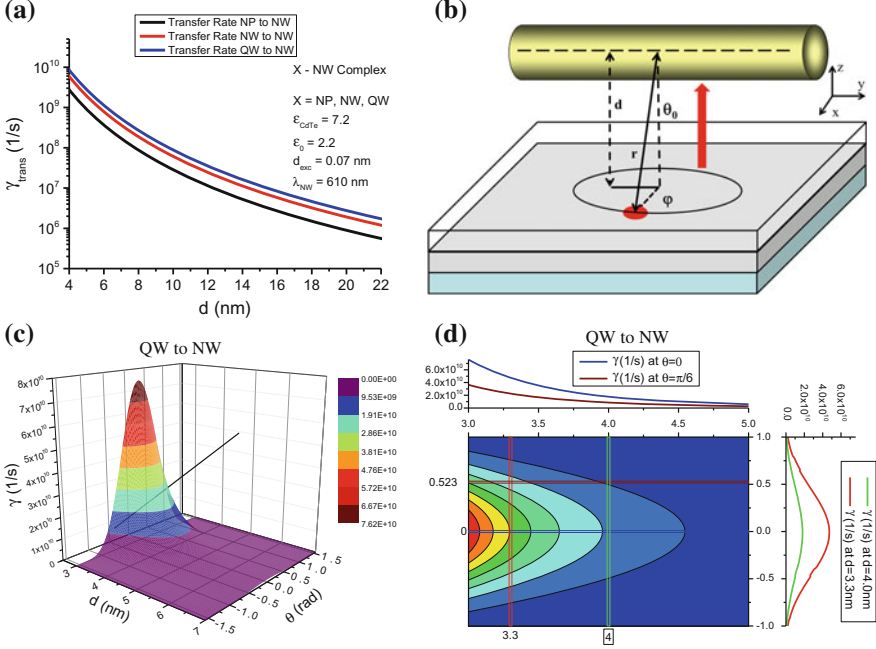 (a)
Transfer Rate NP to NW
Transfer Rate NW to NW
Transfer Rate QW to NW
X - NW Complex
X = NP, NW, QW
ε_CdTe = 7.2
ε_0 = 2.2
d_exc = 0.07 nm
λ_NW = 610 nm
γ_trans (1/s)
10^10
10^9
10^8
10^7
10^6
10^5
4 6 8 10 12 14 16 18 20 22
d (nm)
(b)
d
θ_0
r
φ
z
y
x
(c)
QW to NW
γ (1/s)
8x10^10
7x10^10
6x10^10
5x10^10
4x10^10
3x10^10
2x10^10
1x10^10
0
3 4 5 6 7
d (nm)
-1.5 -1.0 -0.5 0.0 0.5 1.0 1.5
θ (rad)
0.00E+00
9.53E+09
1.91E+10
2.86E+10
3.81E+10
4.76E+10
5.72E+10
6.67E+10
7.62E+10
(d)
QW to NW
γ(1/s) at θ=0
γ(1/s) at θ=π/6
6.0x10^10
4.0x10^10
2.0x10^10
0.0
3.0 3.5 4.0 4.5 5.0
0.523
0
3.3
4
1.0
0.5
0.0
-0.5
-1.0
0.0
2.0x10^10
4.0x10^10
6.0x10^10
γ(1/s) at d=4.0nm
γ(1/s) at d=3.3nm